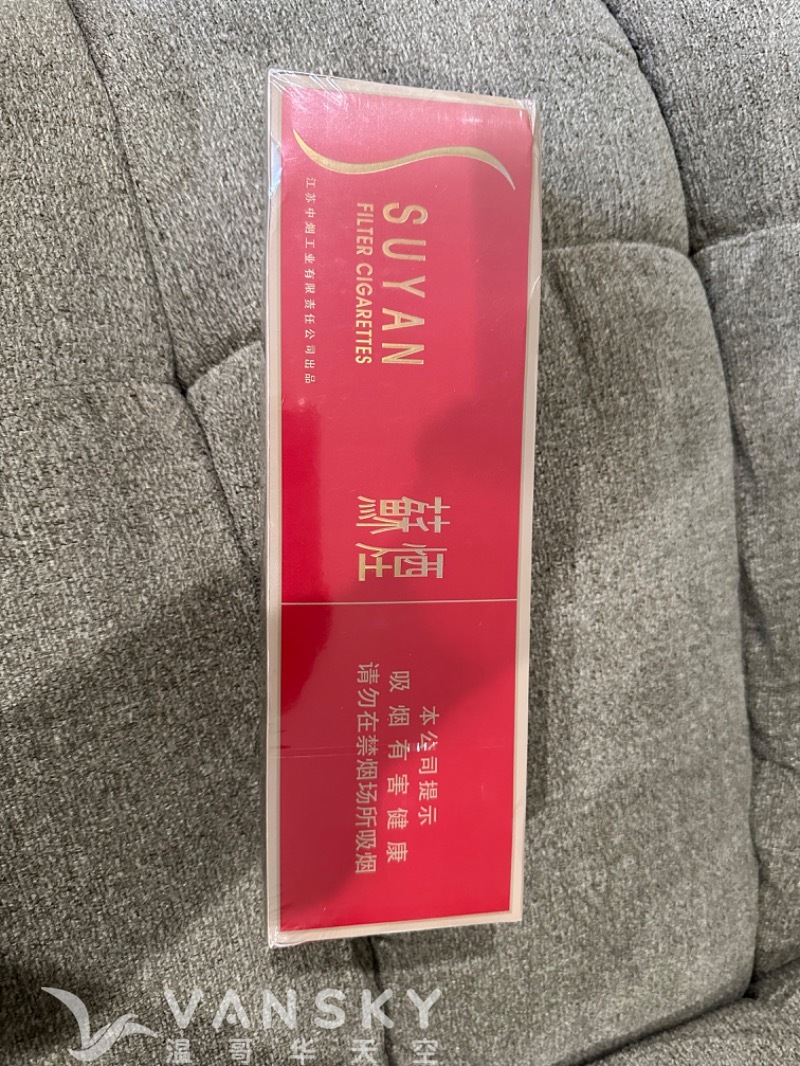 SUYAN
FILTER CIGARETTES
江苏中烟工业有限责任公司出品
蘇煙
本公司提示
吸烟有害健康
请勿在禁烟场所吸烟
VANSKY
温哥华天空